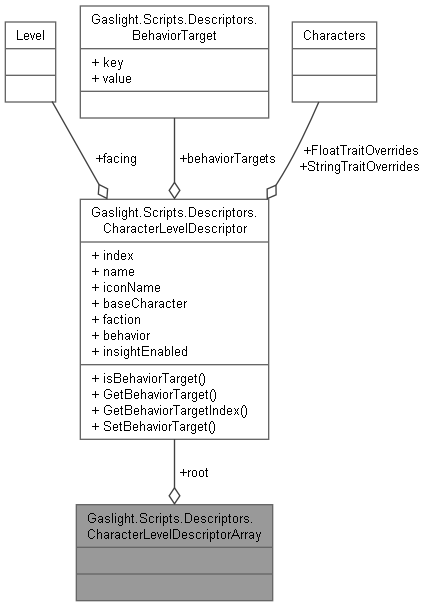 Level
Gaslight.Scripts.Descriptors.
BehaviorTarget
+ key
+ value
Characters
+facing
+behaviorTargets
+FloatTraitOverrides
+StringTraitOverrides
Gaslight.Scripts.Descriptors.
CharacterLevelDescriptor
+ index
+ name
+ iconName
+ baseCharacter
+ faction
+ behavior
+ insightEnabled
+ isBehaviorTarget()
+ GetBehaviorTarget()
+ GetBehaviorTargetIndex()
+ SetBehaviorTarget()
+root
Gaslight.Scripts.Descriptors.
CharacterLevelDescriptorArray